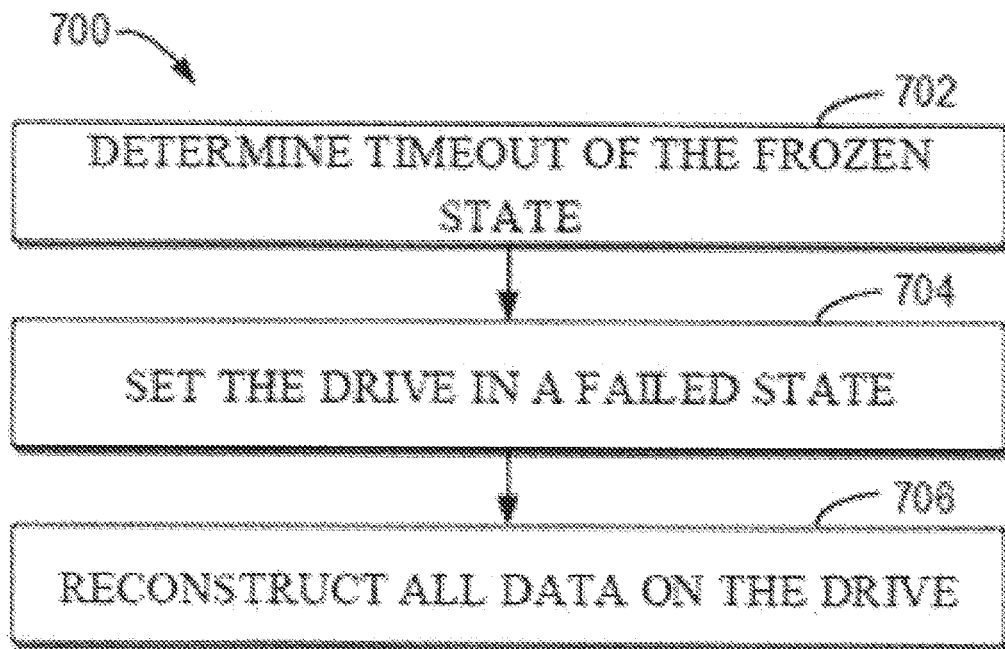 700
702
DETERMINE TIMEOUT OF THE FROZEN
STATE
704
SET THE DRIVE IN A FAILED STATE
706
RECONSTRUCT ALL DATA ON THE DRIVE